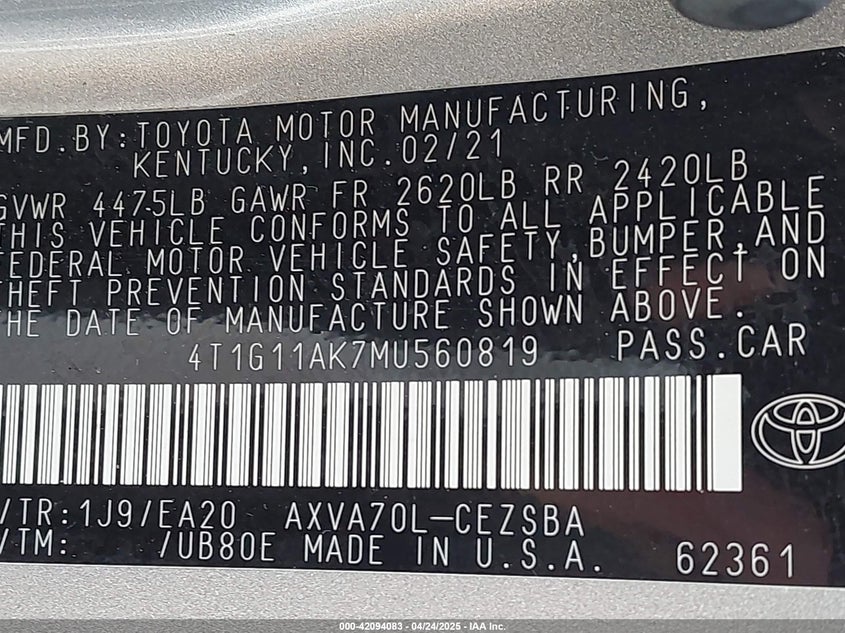 MFD.BY:TOYOTA MOTOR MANUFACTURING,
KENTUCKY,INC.02/21
GVWR 4475LB GAWR FR 2620LB RR 2420LB
THIS VEHICLE CONFORMS TO ALL APPLICABLE
FEDERAL MOTOR VEHICLE SAFETY,BUMPER,AND
THEFT PREVENTION STANDARDS IN EFFECT ON
THE DATE OF MANUFACTURE SHOWN ABOVE.
4T1G11AK7MU560819 PASS.CAR
/TR:1J9/EA20 AXVA70L-CEZSBA
/TM: /UB80E MADE IN U.S.A. 62361
000-42094083 / 04/24/2025 - IAA Inc.